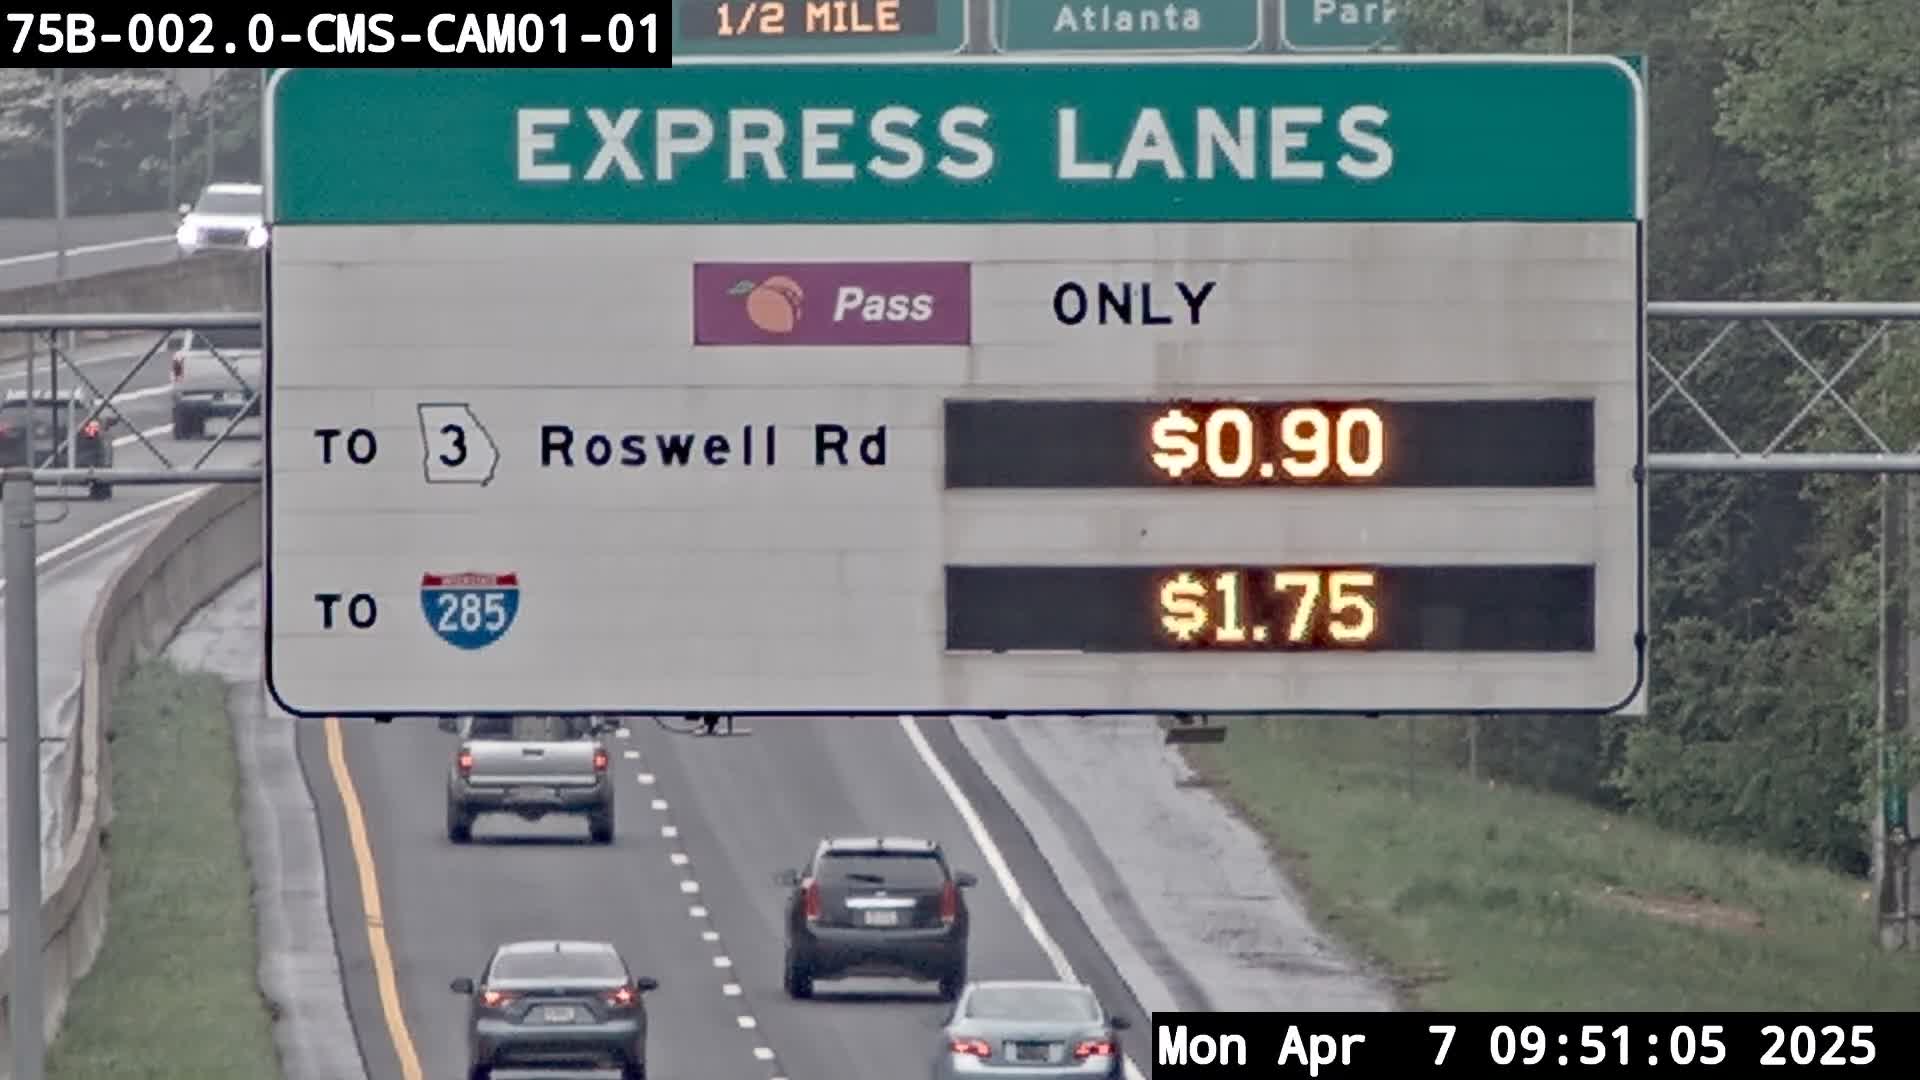 75B-002.0-CMS-CAM01-01
1/2 MILE
Atlanta
Park
EXPRESS LANES
Pass ONLY
TO 3 Roswell Rd $0.90
TO 285 $1.75
Mon Apr 7 09:51:05 2025